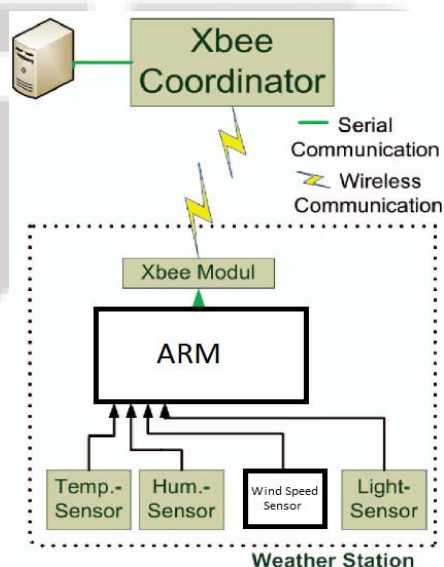 Xbee
Coordinator
Serial
Communication
Wireless
Communication
Xbee Modul
ARM
Temp.-
Sensor
Hum.-
Sensor
Wind Speed
Sensor
Light-
Sensor
Weather Station